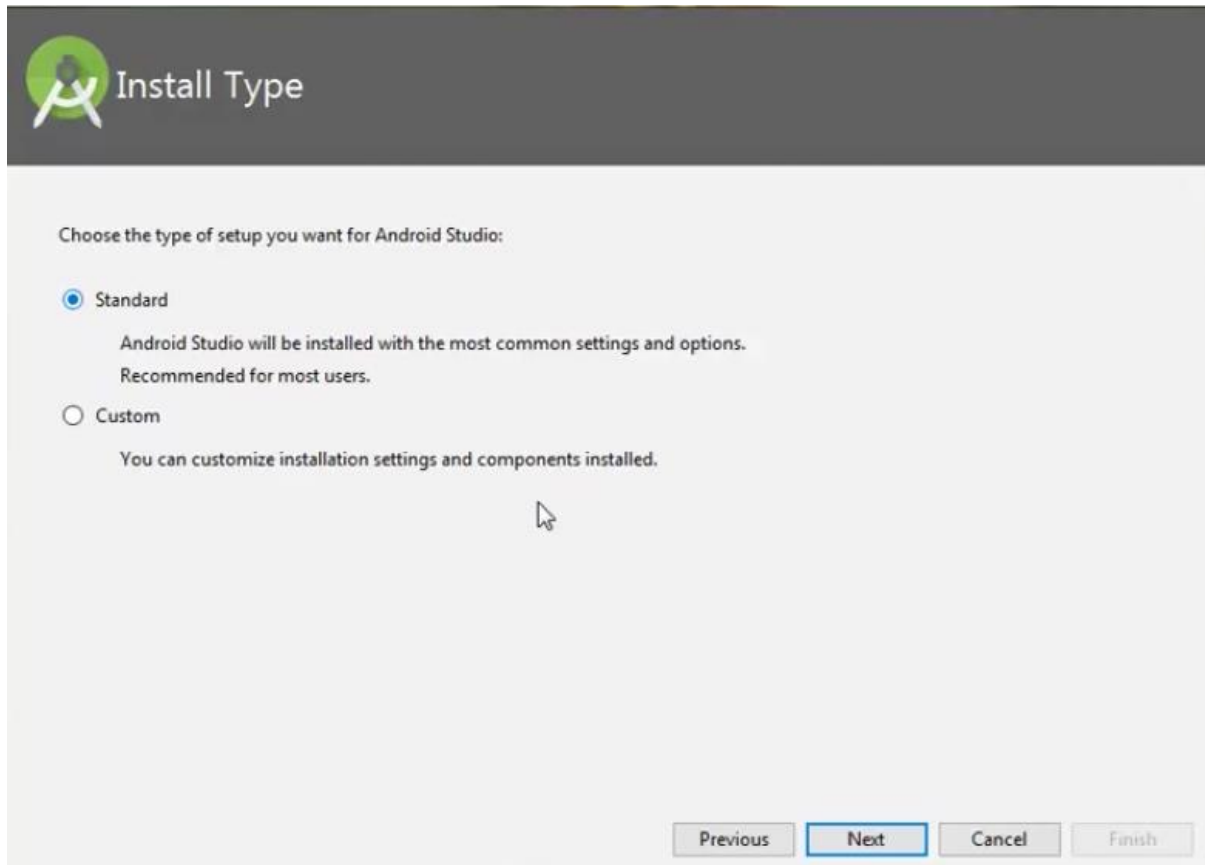 Install Type
Choose the type of setup you want for Android Studio:
Standard
Android Studio will be installed with the most common settings and options.
Recommended for most users.
Custom
You can customize installation settings and components installed.
Previous Next Cancel Finish